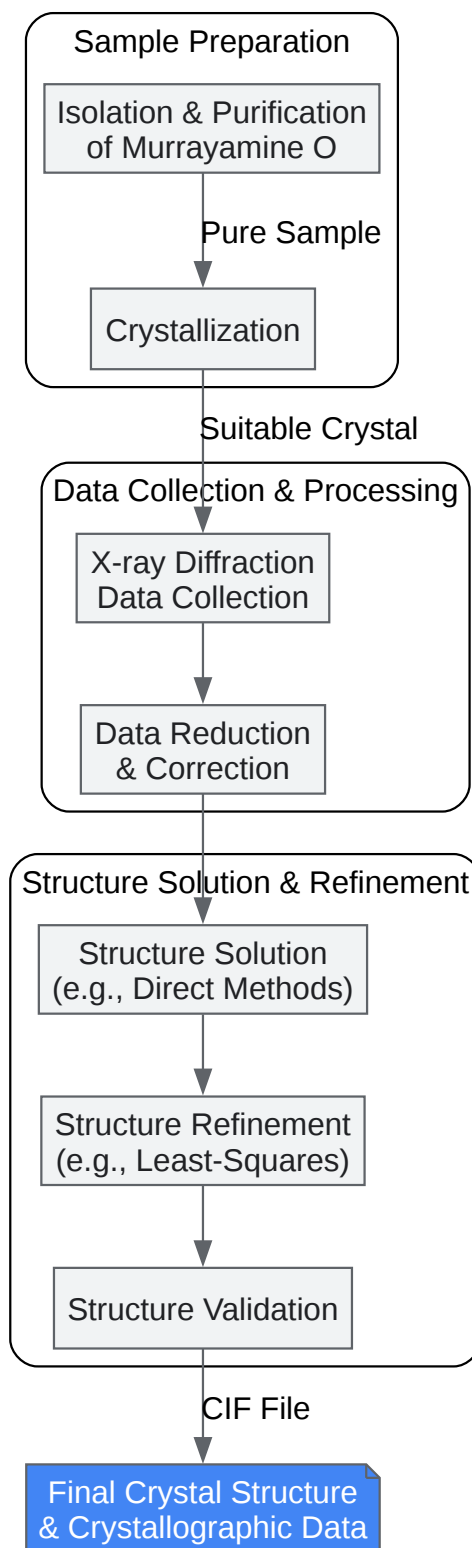 Sample Preparation
Isolation & Purification
of Murrayamine O
Pure Sample
Crystallization
Suitable Crystal
Data Collection & Processing
X-ray Diffraction
Data Collection
Data Reduction
& Correction
Structure Solution & Refinement
Structure Solution
(e.g., Direct Methods)
Structure Refinement
(e.g., Least-Squares)
Structure Validation
CIF File
Final Crystal Structure
& Crystallographic Data